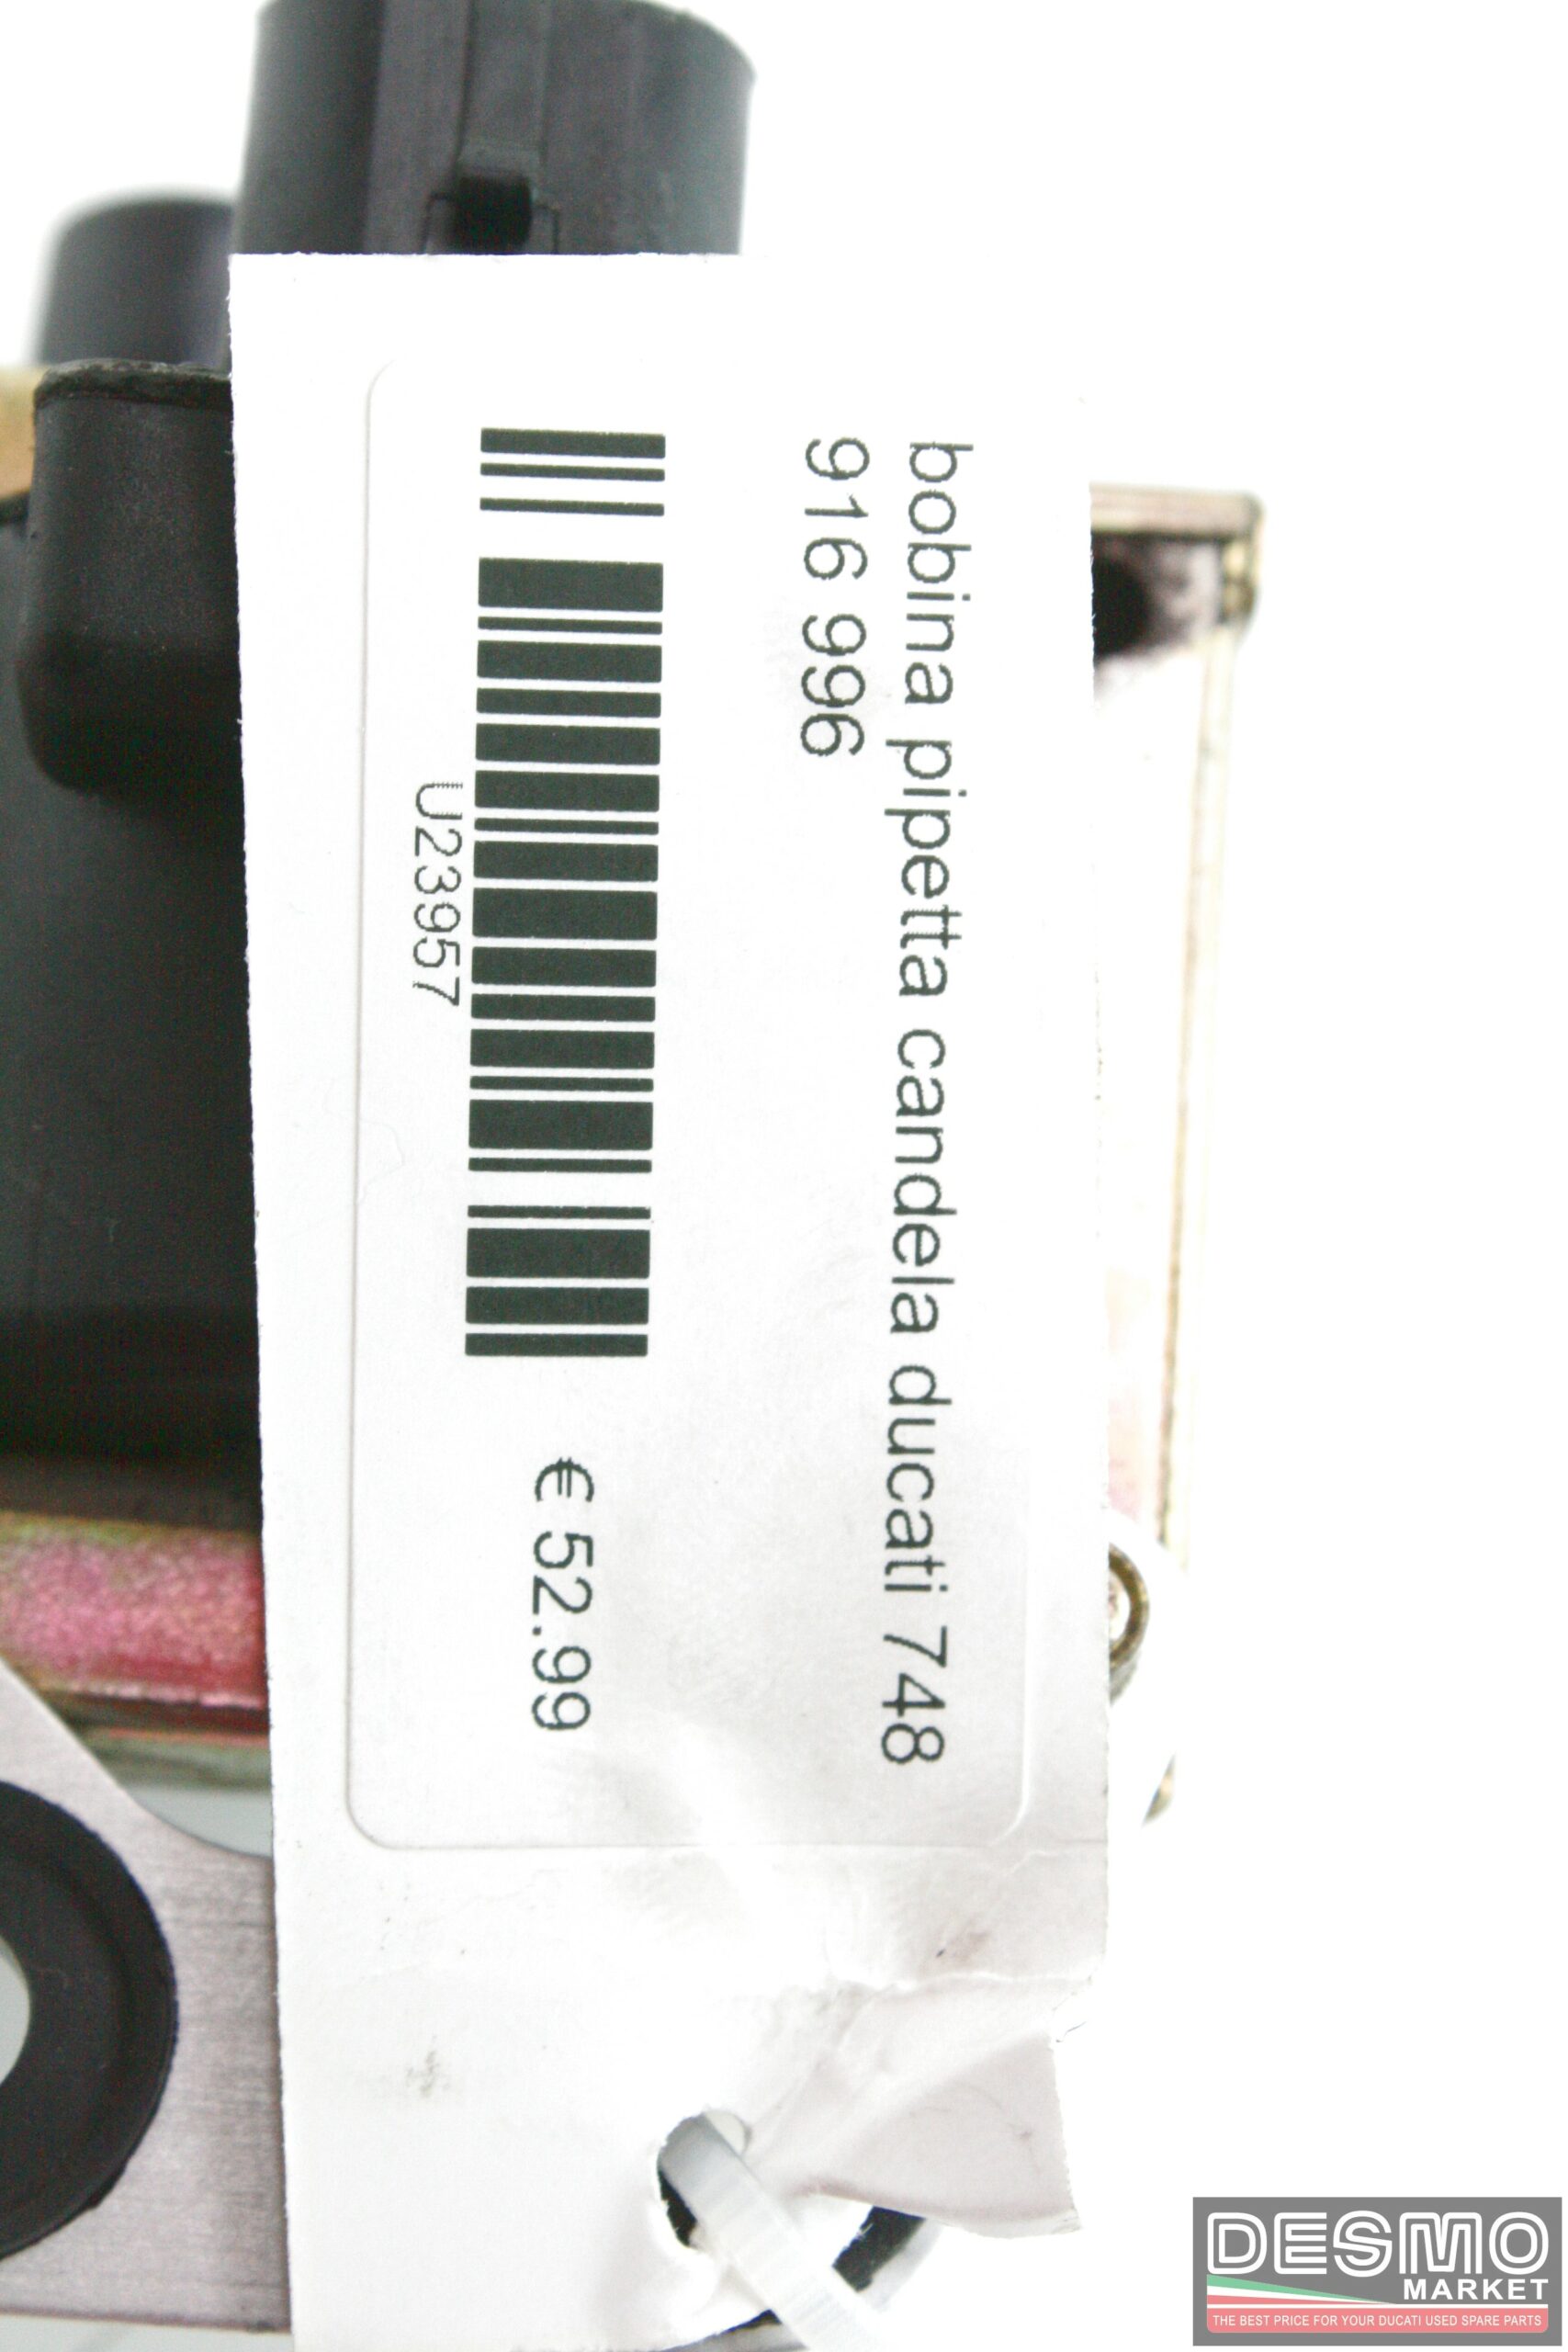 bobina pipetta candela ducati 748
916 996
U23957
€ 52.99
DESMO
MARKET
THE BEST PRICE FOR YOUR DUCATI USED SPARE PARTS